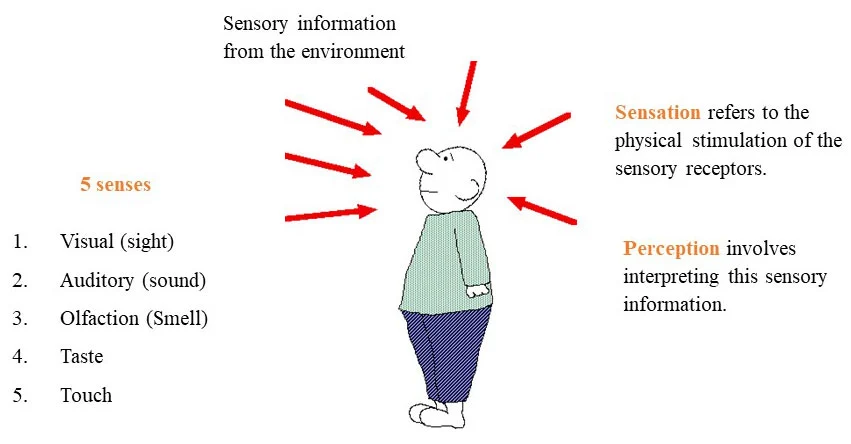 Sensory information
from the environment
5 senses
1. Visual (sight)
2. Auditory (sound)
3. Olfaction (Smell)
4. Taste
5. Touch
Sensation refers to the
physical stimulation of the
sensory receptors.
Perception involves
interpreting this sensory
information.